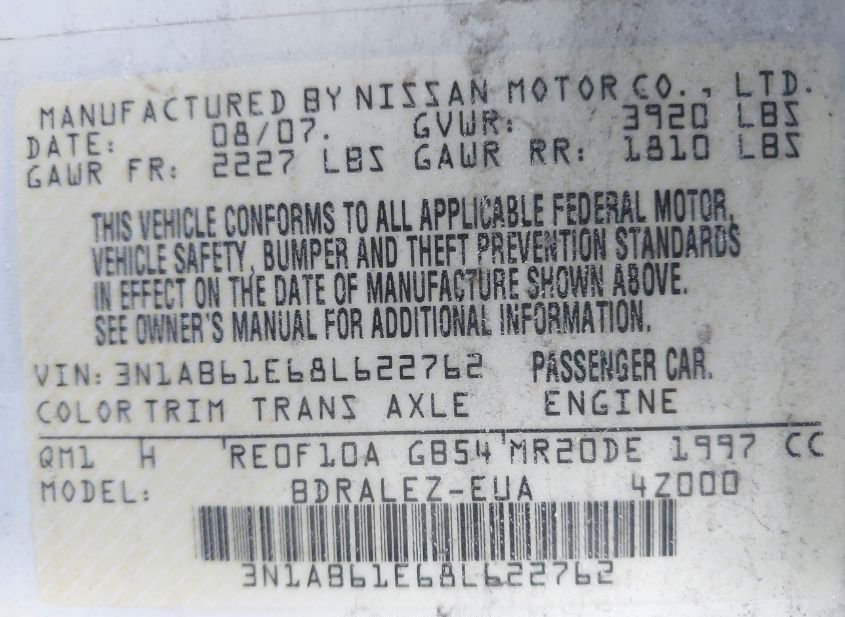 MANUFACTURED BY NISSAN MOTOR CO., LTD.
DATE: 08/07. GVWR: 3920 LBS
GAWR FR: 2227 LBS GAWR RR: 1810 LBS
THIS VEHICLE CONFORMS TO ALL APPLICABLE FEDERAL MOTOR
VEHICLE SAFETY, BUMPER AND THEFT PREVENTION STANDARDS
IN EFFECT ON THE DATE OF MANUFACTURE SHOWN ABOVE.
SEE OWNER'S MANUAL FOR ADDITIONAL INFORMATION.
VIN: 3N1AB61E68L622762 PASSENGER CAR.
COLOR TRIM TRANS AXLE ENGINE
QM1 H RE0F10A GB54 MR20DE 1997 CC
MODEL: BDRALEZ-EUA 4Z000
3N1AB61E68L622762